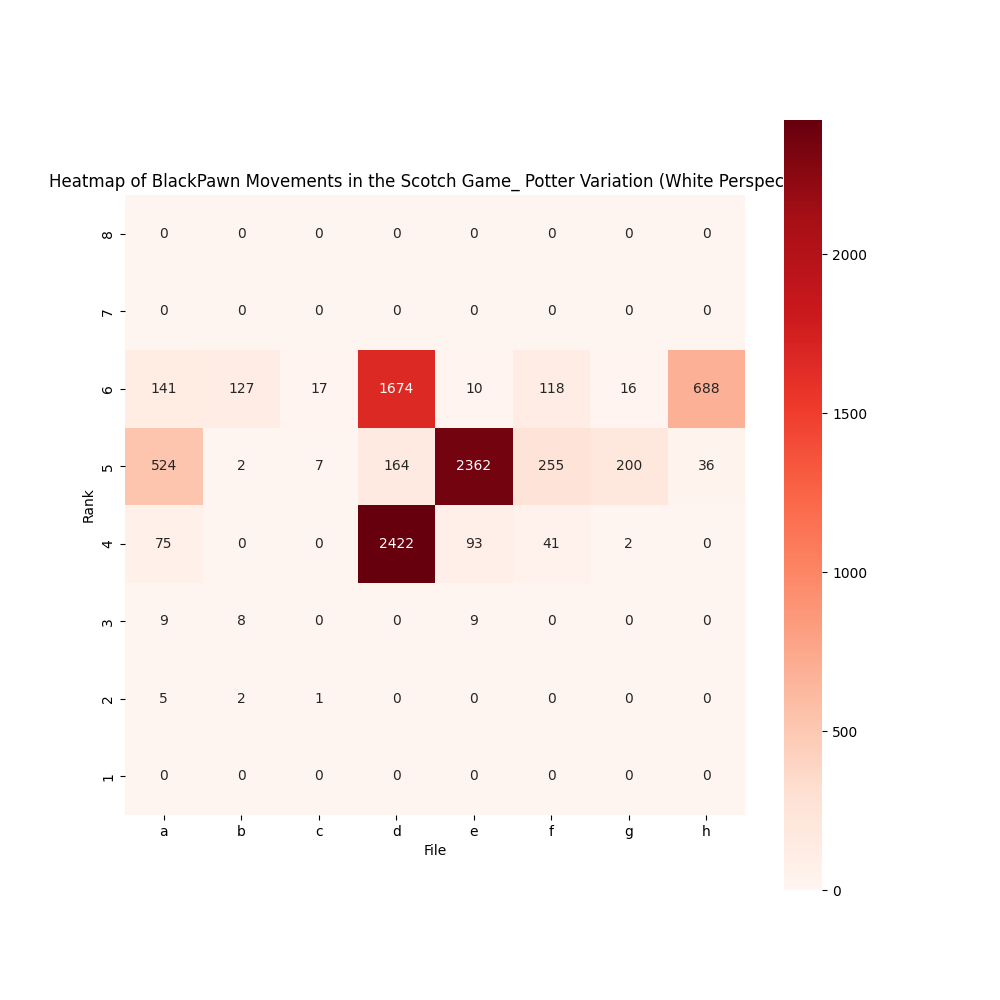 Heatmap of BlackPawn Movements in the Scotch Game_ Potter Variation (White Perspec
8 0 0 0 0 0 0 0 0
7 0 0 0 0 0 0 0 0
6 141 127 17 1674 10 118 16 688
5 524 2 7 164 2362 255 200 36
4 75 0 0 2422 93 41 2 0
3 9 8 0 0 9 0 0 0
2 5 2 1 0 0 0 0 0
1 0 0 0 0 0 0 0 0
a b c d e f g h
File
Rank
2000
1500
1000
500
0